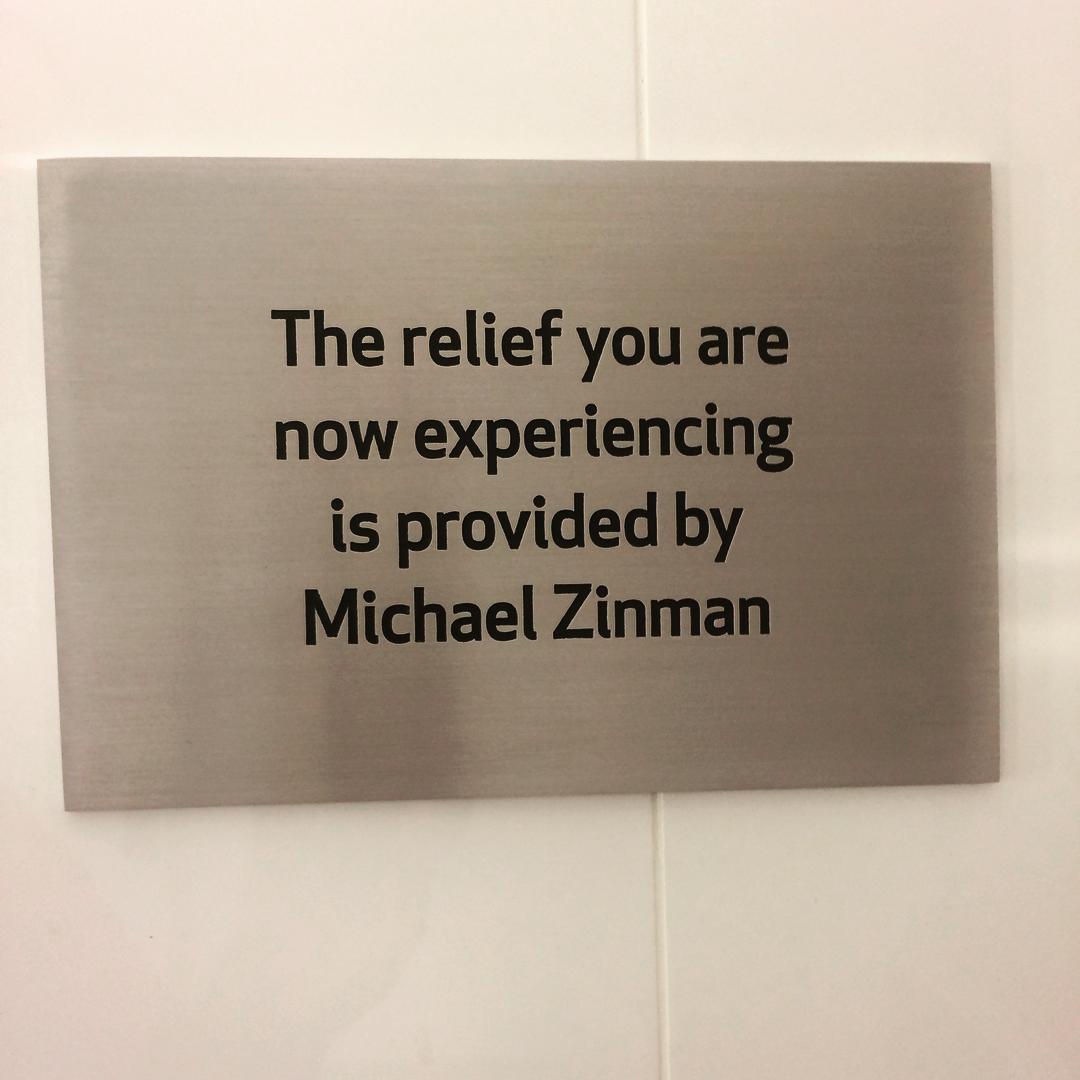 The relief you are
now experiencing
is provided by
Michael Zinman